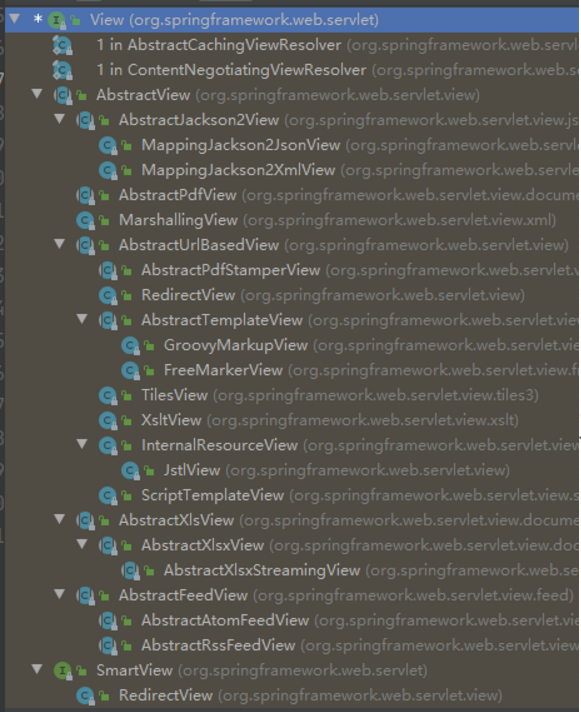 * View (org.springframework.web.servlet)
1 in AbstractCachingViewResolver (org.springframework.web.servl
1 in ContentNegotiatingViewResolver (org.springframework.web.s
AbstractView (org.springframework.web.servlet.view)
AbstractJackson2View (org.springframework.web.servlet.view.js
MappingJackson2JsonView (org.springframework.web.servl
MappingJackson2XmlView (org.springframework.web.servle
AbstractPdfView (org.springframework.web.servlet.view.docume
MarshallingView (org.springframework.web.servlet.view.xml)
AbstractUrlBasedView (org.springframework.web.servlet.view)
AbstractPdfStamperView (org.springframework.web.servlet.v
RedirectView (org.springframework.web.servlet.view)
AbstractTemplateView (org.springframework.web.servlet.view
GroovyMarkupView (org.springframework.web.servlet.vie
FreeMarkerView (org.springframework.web.servlet.view.f
TilesView (org.springframework.web.servlet.view.tiles3)
XsltView (org.springframework.web.servlet.view.xslt)
InternalResourceView (org.springframework.web.servlet.view
JstlView (org.springframework.web.servlet.view)
ScriptTemplateView (org.springframework.web.servlet.view.s
AbstractXlsView (org.springframework.web.servlet.view.docume
AbstractXlsxView (org.springframework.web.servlet.view.doc
AbstractXlsxStreamingView (org.springframework.web.se
AbstractFeedView (org.springframework.web.servlet.view.feed)
AbstractAtomFeedView (org.springframework.web.servlet.vie
AbstractRssFeedView (org.springframework.web.servlet.view
SmartView (org.springframework.web.servlet)
RedirectView (org.springframework.web.servlet.view)